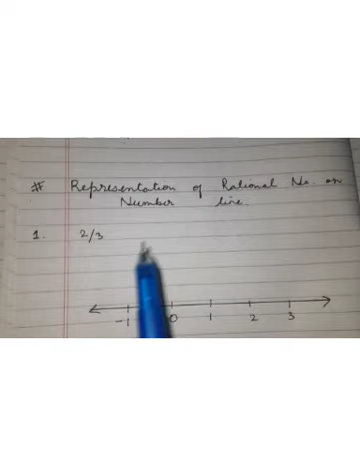 # Representation of Rational No. on
Number line.
1. 2/3
-1 0 1 2 3